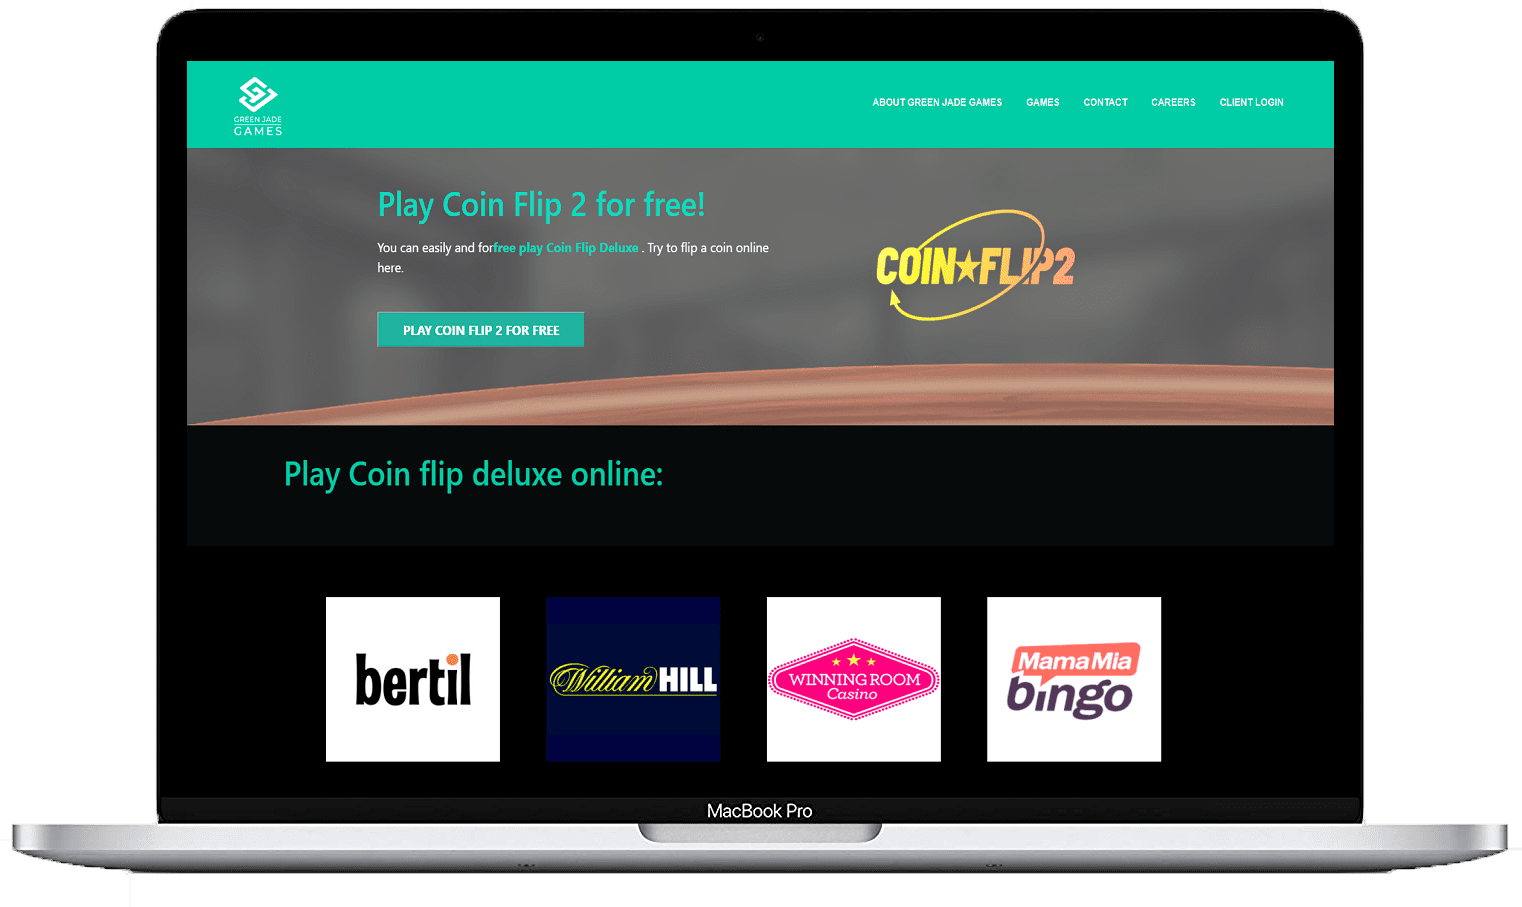 GREEN JADE
GAMES
ABOUT GREEN JADE GAMES GAMES CONTACT CAREERS CLIENT LOGIN
Play Coin Flip 2 for free!
You can easily and forfree play Coin Flip Deluxe . Try to flip a coin online
here.
PLAY COIN FLIP 2 FOR FREE
COIN★FLIP2
Play Coin flip deluxe online:
bertil
William HILL
WINNING ROOM
Casino
MamaMia
bingo
MacBook Pro